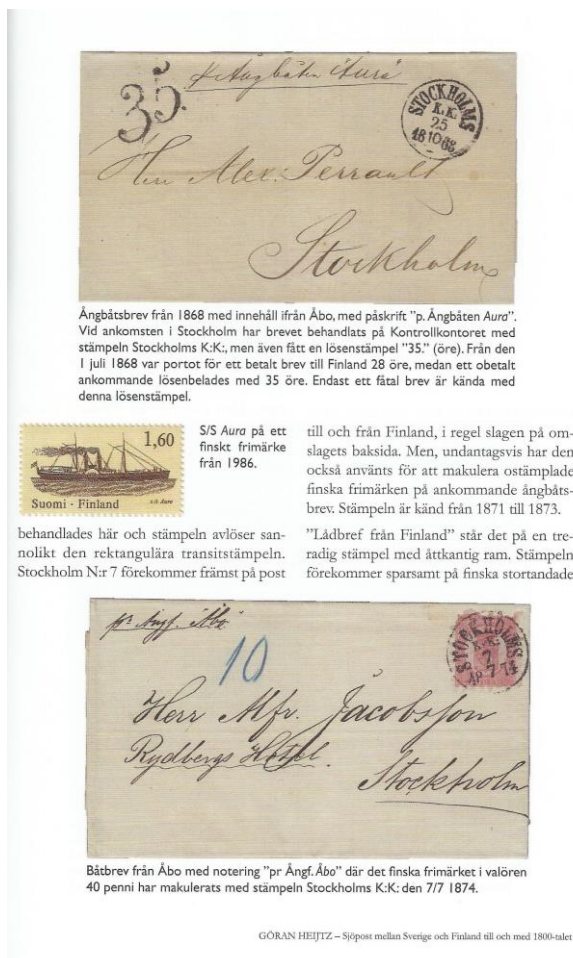 p Ångbåten "Aura"
35.
STOCKHOLMS
K.K.
25
1810 68
Herr Alex. Perrault
Stockholm
Ångbåtsbrev från 1868 med innehåll ifrån Åbo, med påskrift "p. Ångbåten Aura".
Vid ankomsten i Stockholm har brevet behandlats på Kontrollkontoret med
stämpeln Stockholms K:K:, men även fått en lösenstämpel "35." (öre). Från den
1 juli 1868 var portot för ett betalt brev till Finland 28 öre, medan ett obetalt
ankommande lösenbelades med 35 öre. Endast ett fåtal brev är kända med
denna lösenstämpel.
1,60
Suomi - Finland
s/s Aura
S/S Aura på ett
finskt frimärke
från 1986.
behandlades här och stämpeln avlöser san-
nolikt den rektangulära transitstämpeln.
Stockholm N:r 7 förekommer främst på post
till och från Finland, i regel slagen på om-
slagets baksida. Men, undantagsvis har den
också använts för att makulera ostämplade
finska frimärken på ankommande ångbåts-
brev. Stämpeln är känd från 1871 till 1873.
"Lådbref från Finland" står det på en tre-
radig stämpel med åttkantig ram. Stämpeln
förekommer sparsamt på finska stortandade
pr Angf. "Åbo"
10
STOCKHOLMS
K.K.
7
18 7 74
Herr Mfr. Jacobsson
Rydbergs Hotel.
Stockholm
Båtbrev från Åbo med notering "pr Ångf. Åbo" där det finska frimärket i valören
40 penni har makulerats med stämpeln Stockholms K:K: den 7/7 1874.
GÖRAN HEIJTZ – Sjöpost mellan Sverige och Finland till och med 1800-talet